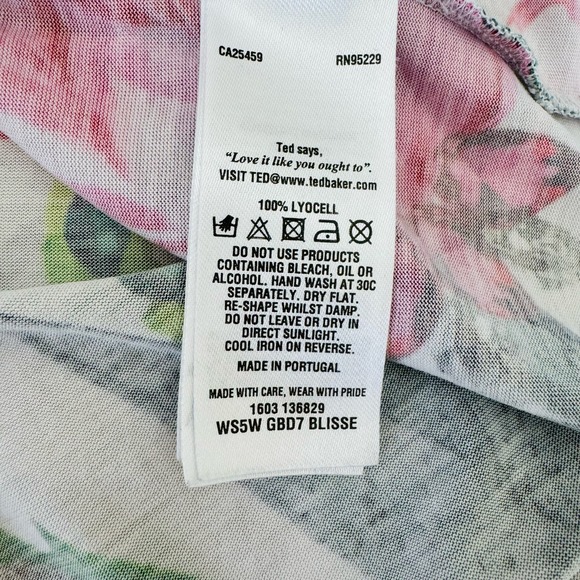 CA25459 RN95229
Ted says,
"Love it like you ought to".
VISIT TED@www.tedbaker.com
100% LYOCELL
DO NOT USE PRODUCTS
CONTAINING BLEACH, OIL OR
ALCOHOL. HAND WASH AT 30C
SEPARATELY. DRY FLAT.
RE-SHAPE WHILST DAMP.
DO NOT LEAVE OR DRY IN
DIRECT SUNLIGHT.
COOL IRON ON REVERSE.
MADE IN PORTUGAL
MADE WITH CARE, WEAR WITH PRIDE
1603 136829
WS5W GBD7 BLISSE